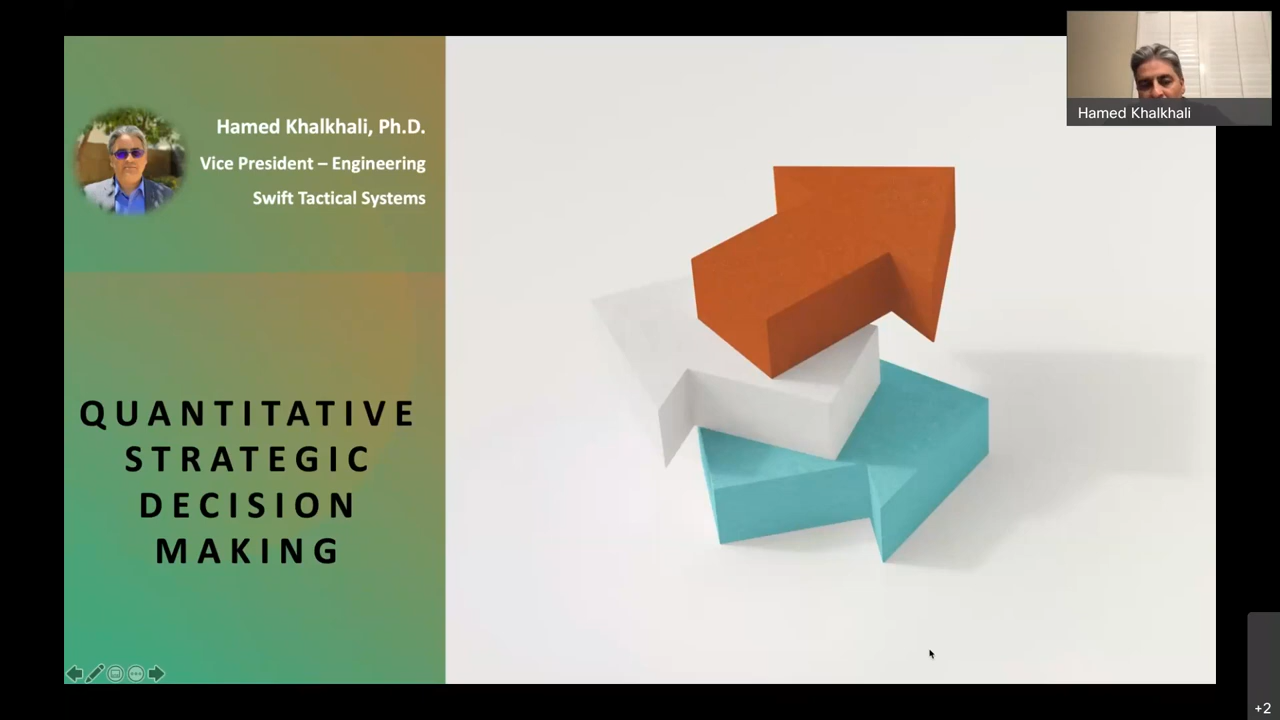 Hamed Khalkhali, Ph.D.
Vice President – Engineering
Swift Tactical Systems
QUANTITATIVE
STRATEGIC
DECISION
MAKING
Hamed Khalkhali
+2